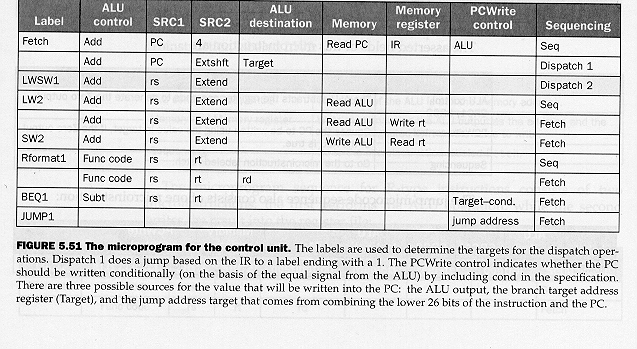 Label ALU control SRC1 SRC2 ALU destination Memory Memory register PCWrite control Sequencing
Fetch Add PC 4 Read PC IR ALU Seq
Add PC Extshft Target Dispatch 1
LWSW1 Add rs Extend Dispatch 2
LW2 Add rs Extend Read ALU Seq
Add rs Extend Read ALU Write rt Fetch
SW2 Add rs Extend Write ALU Read rt Fetch
Rformat1 Func code rs rt Seq
Func code rs rt rd Fetch
BEQ1 Subt rs rt Target–cond. Fetch
JUMP1 jump address Fetch
FIGURE 5.51 The microprogram for the control unit. The labels are used to determine the targets for the dispatch oper-
ations. Dispatch 1 does a jump based on the IR to a label ending with a 1. The PCWrite control indicates whether the PC
should be written conditionally (on the basis of the equal signal from the ALU) by including cond in the specification.
There are three possible sources for the value that will be written into the PC: the ALU output, the branch target address
register (Target), and the jump address target that comes from combining the lower 26 bits of the instruction and the PC.